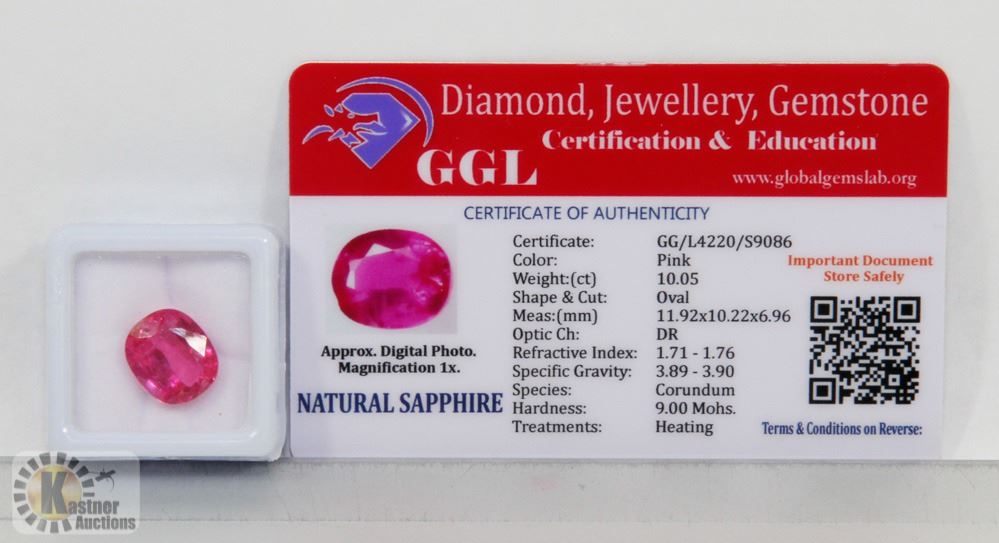 Diamond, Jewellery, Gemstone
Certification & Education
GGL
www.globalgemslab.org
CERTIFICATE OF AUTHENTICITY
Certificate: GG/L4220/S9086
Color: Pink
Weight:(ct) 10.05
Shape & Cut: Oval
Meas:(mm) 11.92x10.22x6.96
Optic Ch: DR
Refractive Index: 1.71 - 1.76
Specific Gravity: 3.89 - 3.90
Species: Corundum
Hardness: 9.00 Mohs.
Treatments: Heating
Approx. Digital Photo.
Magnification 1x.
NATURAL SAPPHIRE
Important Document
Store Safely
Terms & Conditions on Reverse:
Kastner
Auctions